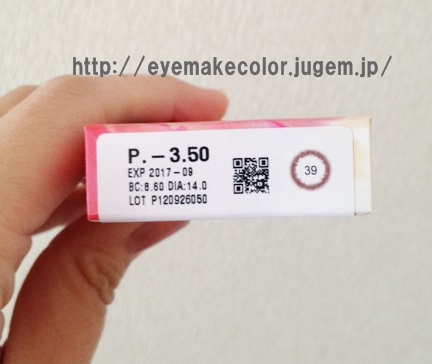 http://eyemakecolor.jugem.jp/
P.-3.50
EXP 2017-09
BC:8.60 DIA:14.0
LOT P120926050
39